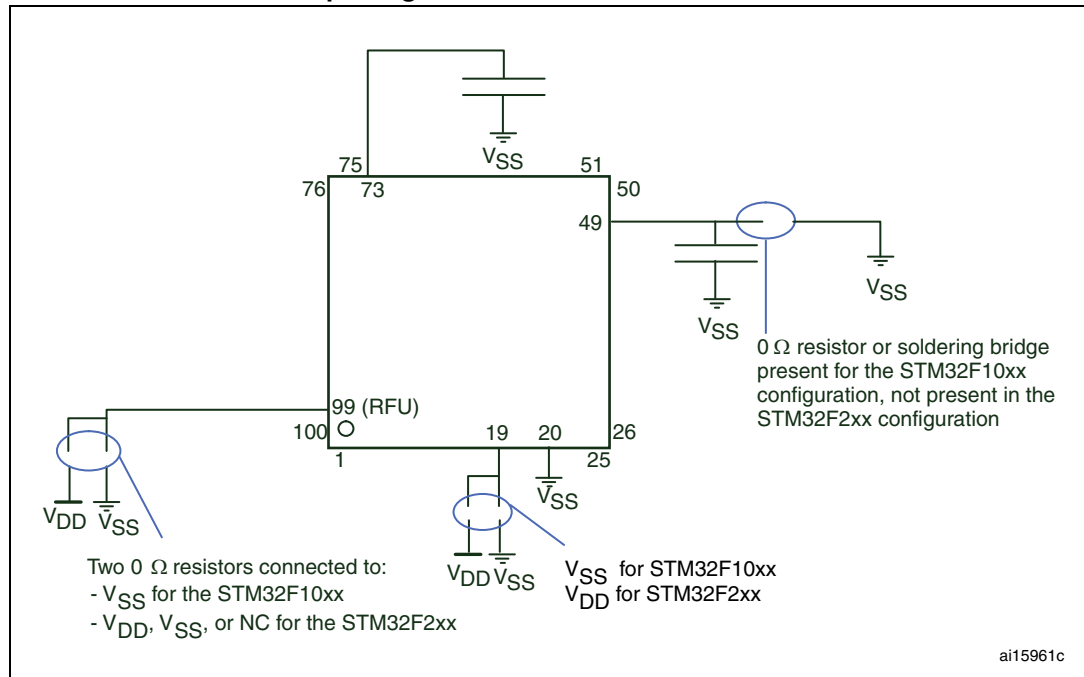 VSS
75
51
76
73
50
49
VSS
VSS
0 Ω resistor or soldering bridge
present for the STM32F10xx
configuration, not present in the
STM32F2xx configuration
99 (RFU)
100
19
20
26
1
25
VSS
VDD
VSS
VDD VSS
VSS for STM32F10xx
VDD for STM32F2xx
Two 0 Ω resistors connected to:
- VSS for the STM32F10xx
- VDD, VSS, or NC for the STM32F2xx
ai15961c